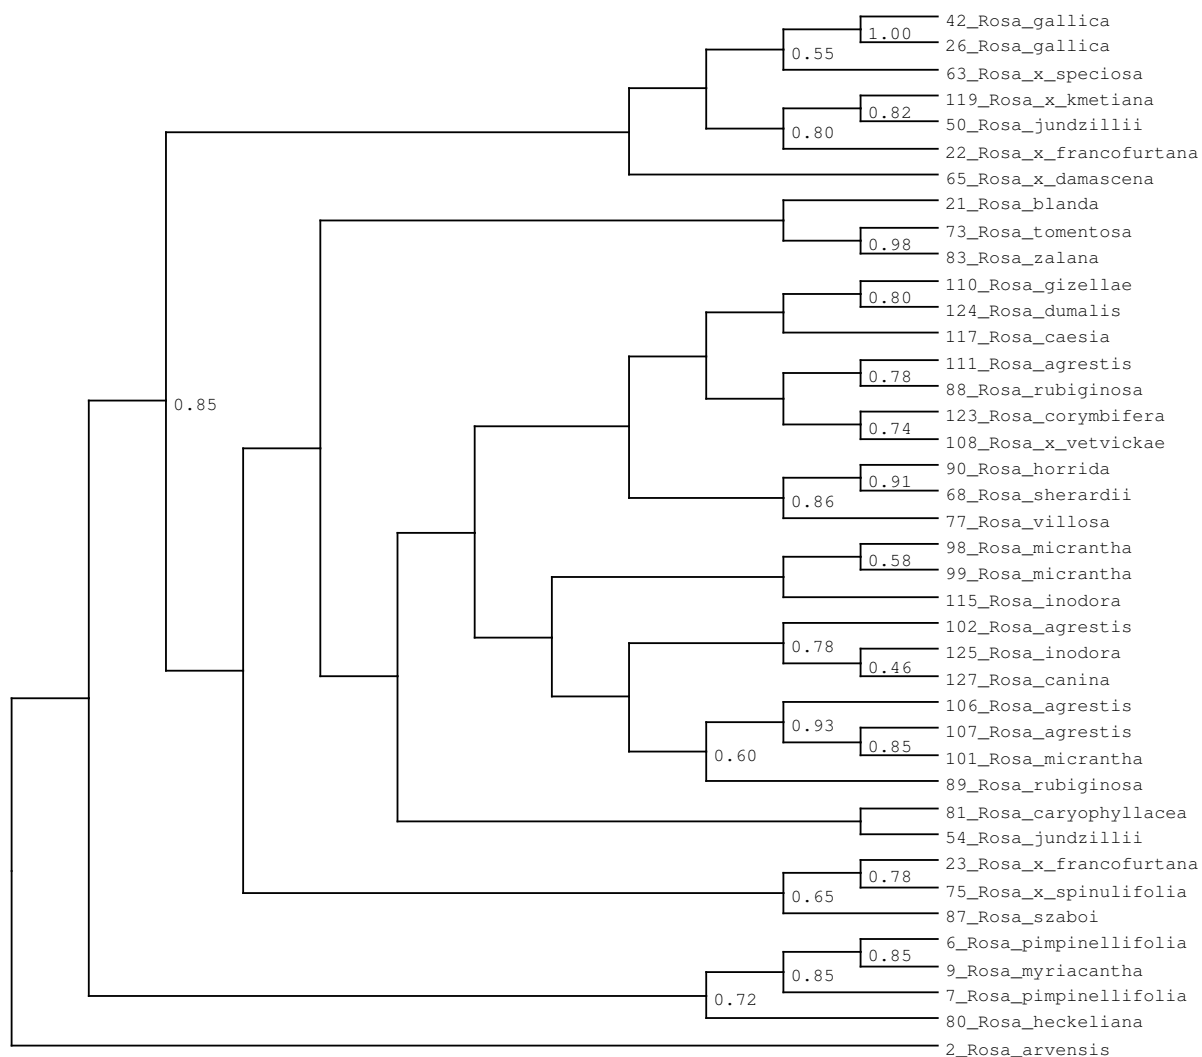 42_Rosa_gallica
1.00
26_Rosa_gallica
0.55
63_Rosa_x_speciosa
119_Rosa_x_kmetiana
0.82
50_Rosa_jundzillii
0.80
22_Rosa_x_francofurtana
65_Rosa_x_damascena
21_Rosa_blanda
73_Rosa_tomentosa
0.98
83_Rosa_zalana
110_Rosa_gizellae
0.80
124_Rosa_dumalis
117_Rosa_caesia
111_Rosa_agrestis
0.78
88_Rosa_rubiginosa
0.85
123_Rosa_corymbifera
0.74
108_Rosa_x_vetvickae
90_Rosa_horrida
0.91
68_Rosa_sherardii
0.86
77_Rosa_villosa
98_Rosa_micrantha
0.58
99_Rosa_micrantha
115_Rosa_inodora
102_Rosa_agrestis
0.78
125_Rosa_inodora
0.46
127_Rosa_canina
106_Rosa_agrestis
0.93
107_Rosa_agrestis
0.85
0.60
101_Rosa_micrantha
89_Rosa_rubiginosa
81_Rosa_caryophyllacea
54_Rosa_jundzillii
23_Rosa_x_francofurtana
0.78
75_Rosa_x_spinulifolia
0.65
87_Rosa_szaboi
6_Rosa_pimpinellifolia
0.85
9_Rosa_myriacantha
0.85
7_Rosa_pimpinellifolia
0.72
80_Rosa_heckeliana
2_Rosa_arvensis